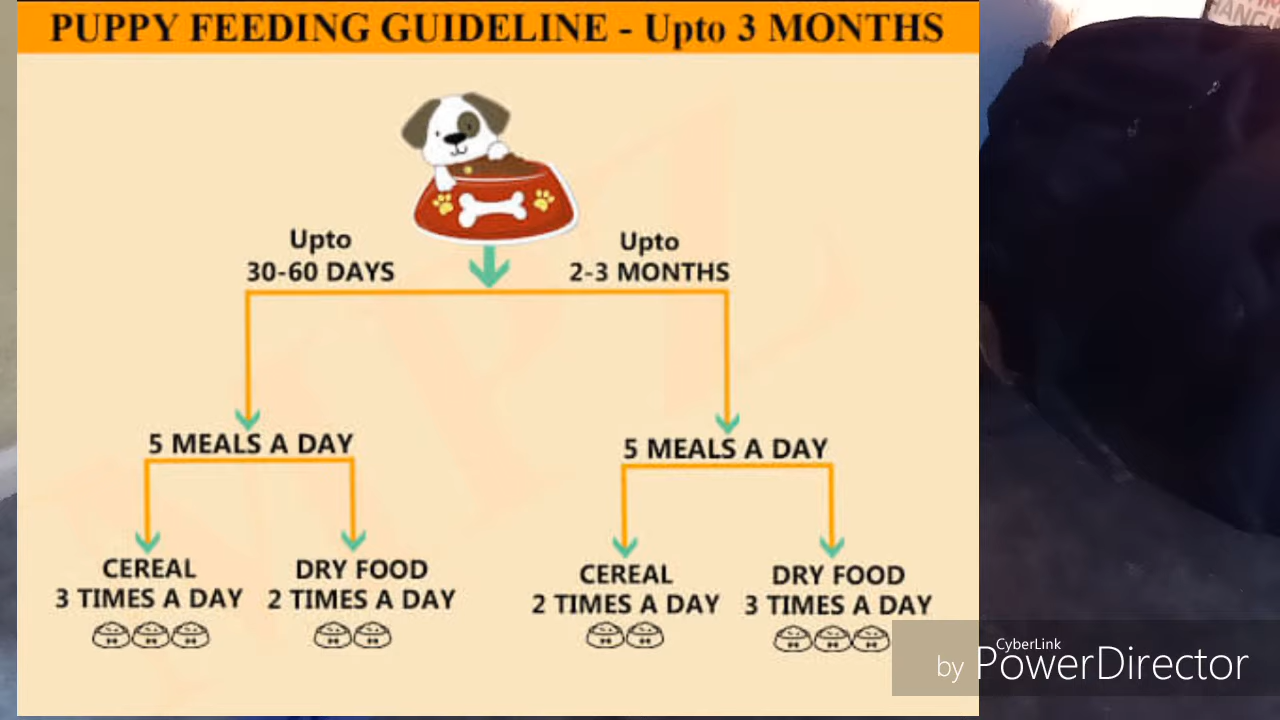 PUPPY FEEDING GUIDELINE - Upto 3 MONTHS
Upto
30-60 DAYS
Upto
2-3 MONTHS
5 MEALS A DAY
5 MEALS A DAY
CEREAL
3 TIMES A DAY
DRY FOOD
2 TIMES A DAY
CEREAL
2 TIMES A DAY
DRY FOOD
3 TIMES A DAY
CyberLink
by PowerDirector